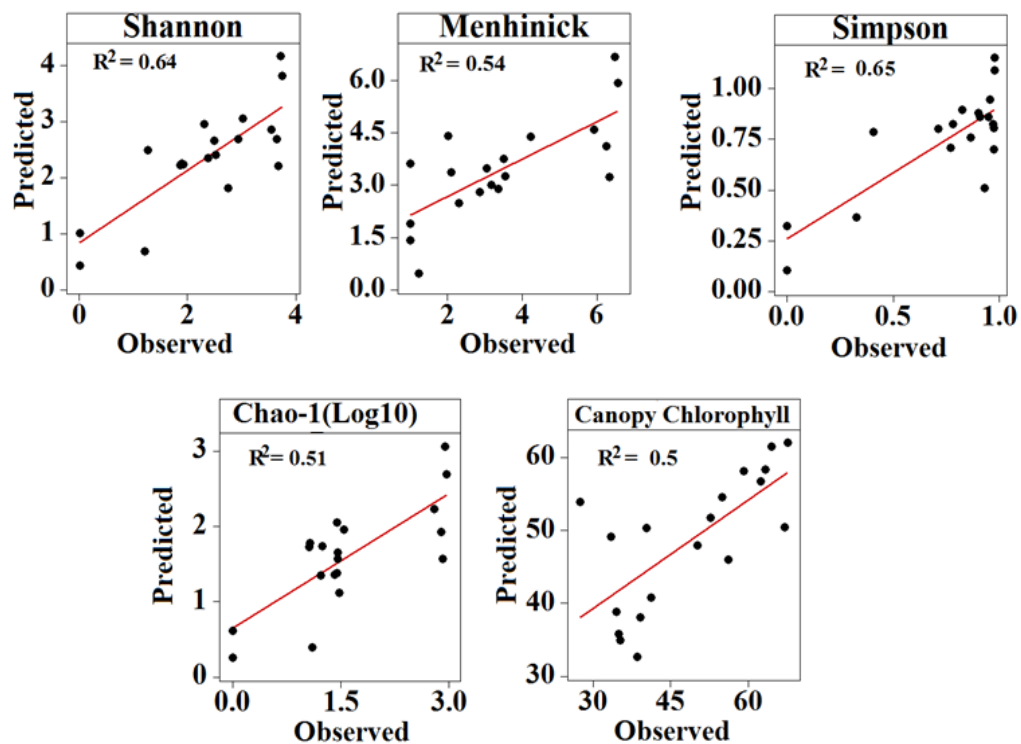 Shannon
R² = 0.64
4
3
2
1
0
Predicted
0 2 4
Observed
Menhinick
R² = 0.54
6.0
4.5
3.0
1.5
0.0
Predicted
2 4 6
Observed
Simpson
R² = 0.65
1.00
0.75
0.50
0.25
0.00
Predicted
0.0 0.5 1.0
Observed
Chao-1(Log10)
R² = 0.51
3
2
1
0
Predicted
0.0 1.5 3.0
Observed
Canopy Chlorophyll
R² = 0.5
60
50
40
30
Predicted
30 45 60
Observed